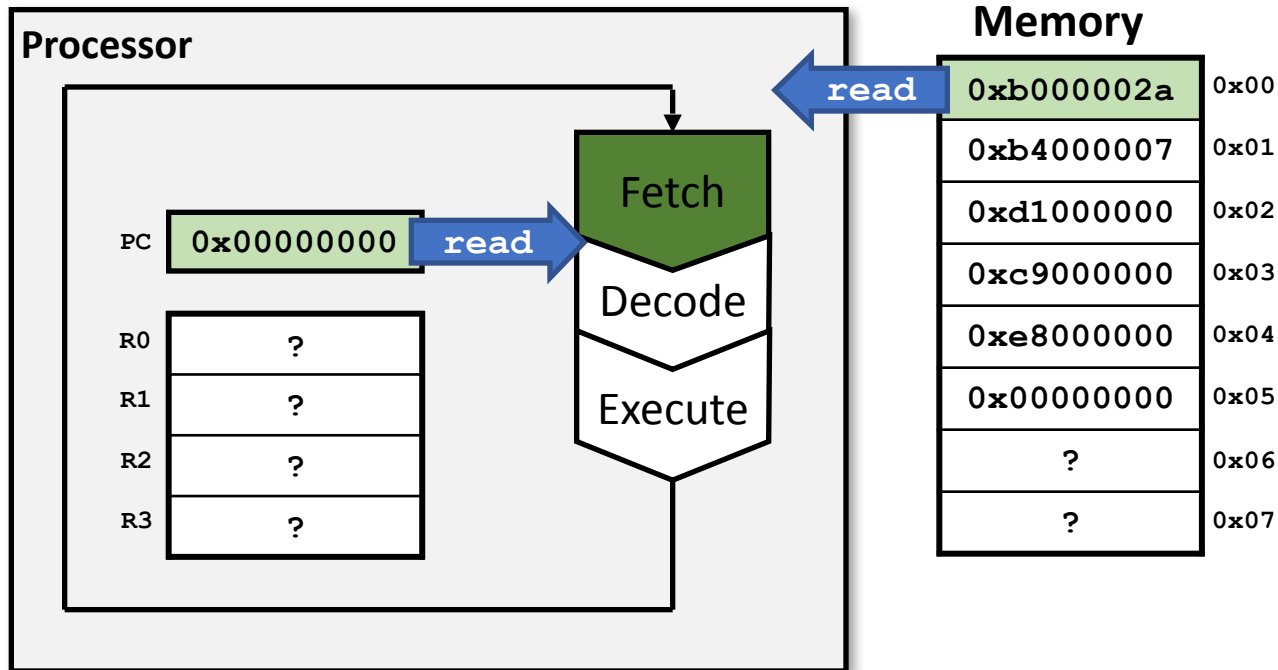 Processor
Fetch
Decode
Execute
PC 0x00000000 read
R0 ?
R1 ?
R2 ?
R3 ?
Memory
read 0xb000002a 0x00
0xb4000007 0x01
0xd1000000 0x02
0xc9000000 0x03
0xe8000000 0x04
0x00000000 0x05
? 0x06
? 0x07